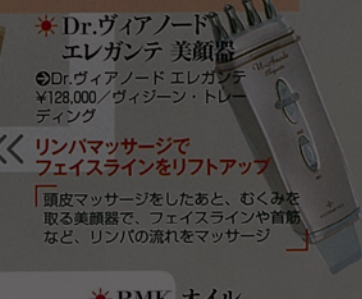 Dr.ヴィアノード
エレガンテ 美顔器
Dr.ヴィアノード エレガンテ
¥128,000／ヴィジーン・トレー
ディング
リンパマッサージで
フェイスラインをリフトアップ
頭皮マッサージをしたあと、むくみを
取る美顔器で、フェイスラインや首筋
など、リンパの流れをマッサージ
BMK オイル